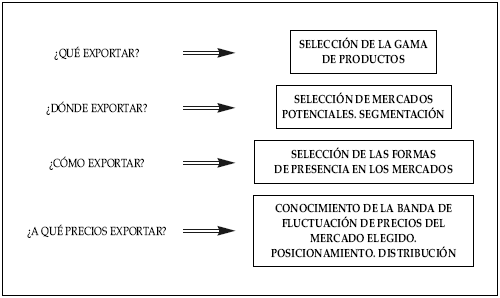 ¿QUÉ EXPORTAR?
SELECCIÓN DE LA GAMA
DE PRODUCTOS
¿DÓNDE EXPORTAR?
SELECCIÓN DE MERCADOS
POTENCIALES. SEGMENTACIÓN
¿CÓMO EXPORTAR?
SELECCIÓN DE LAS FORMAS
DE PRESENCIA EN LOS MERCADOS
¿A QUÉ PRECIOS EXPORTAR?
CONOCIMIENTO DE LA BANDA DE
FLUCTUACIÓN DE PRECIOS DEL
MERCADO ELEGIDO.
POSICIONAMIENTO. DISTRIBUCIÓN